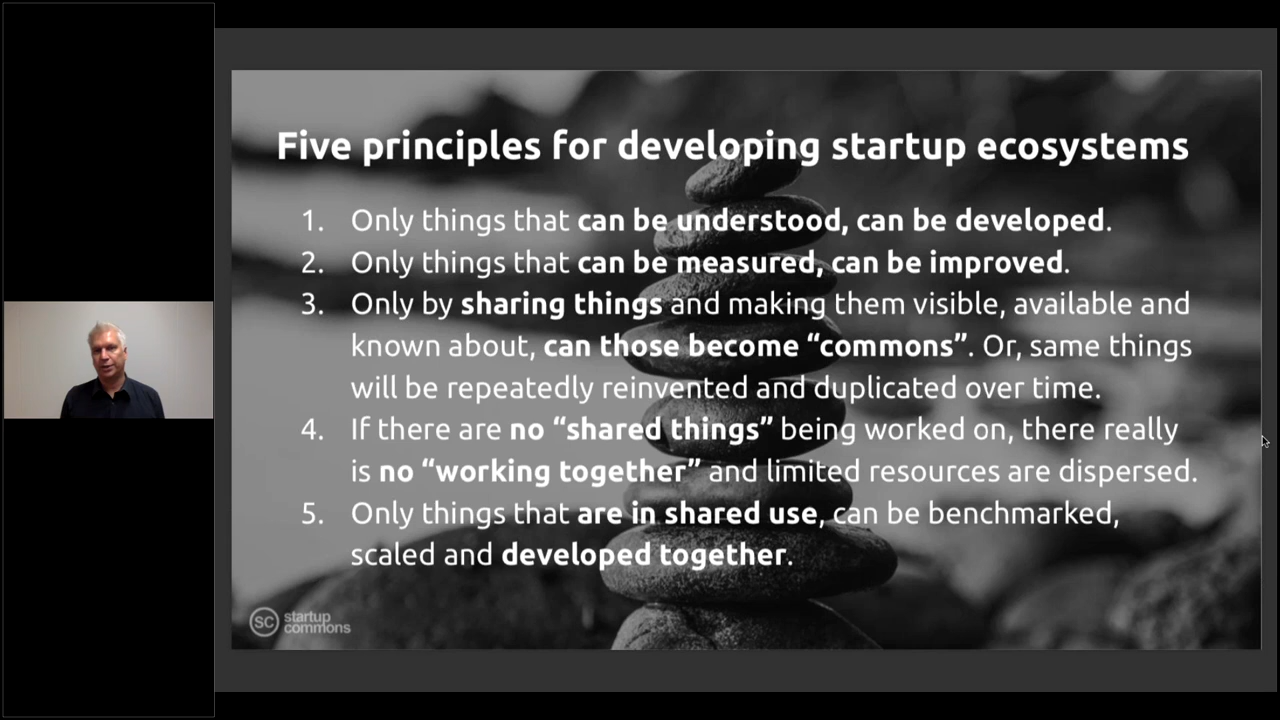 Five principles for developing startup ecosystems
1. Only things that can be understood, can be developed.
2. Only things that can be measured, can be improved.
3. Only by sharing things and making them visible, available and
known about, can those become “commons”. Or, same things
will be repeatedly reinvented and duplicated over time.
4. If there are no “shared things” being worked on, there really
is no “working together” and limited resources are dispersed.
5. Only things that are in shared use, can be benchmarked,
scaled and developed together.
SC startup
commons